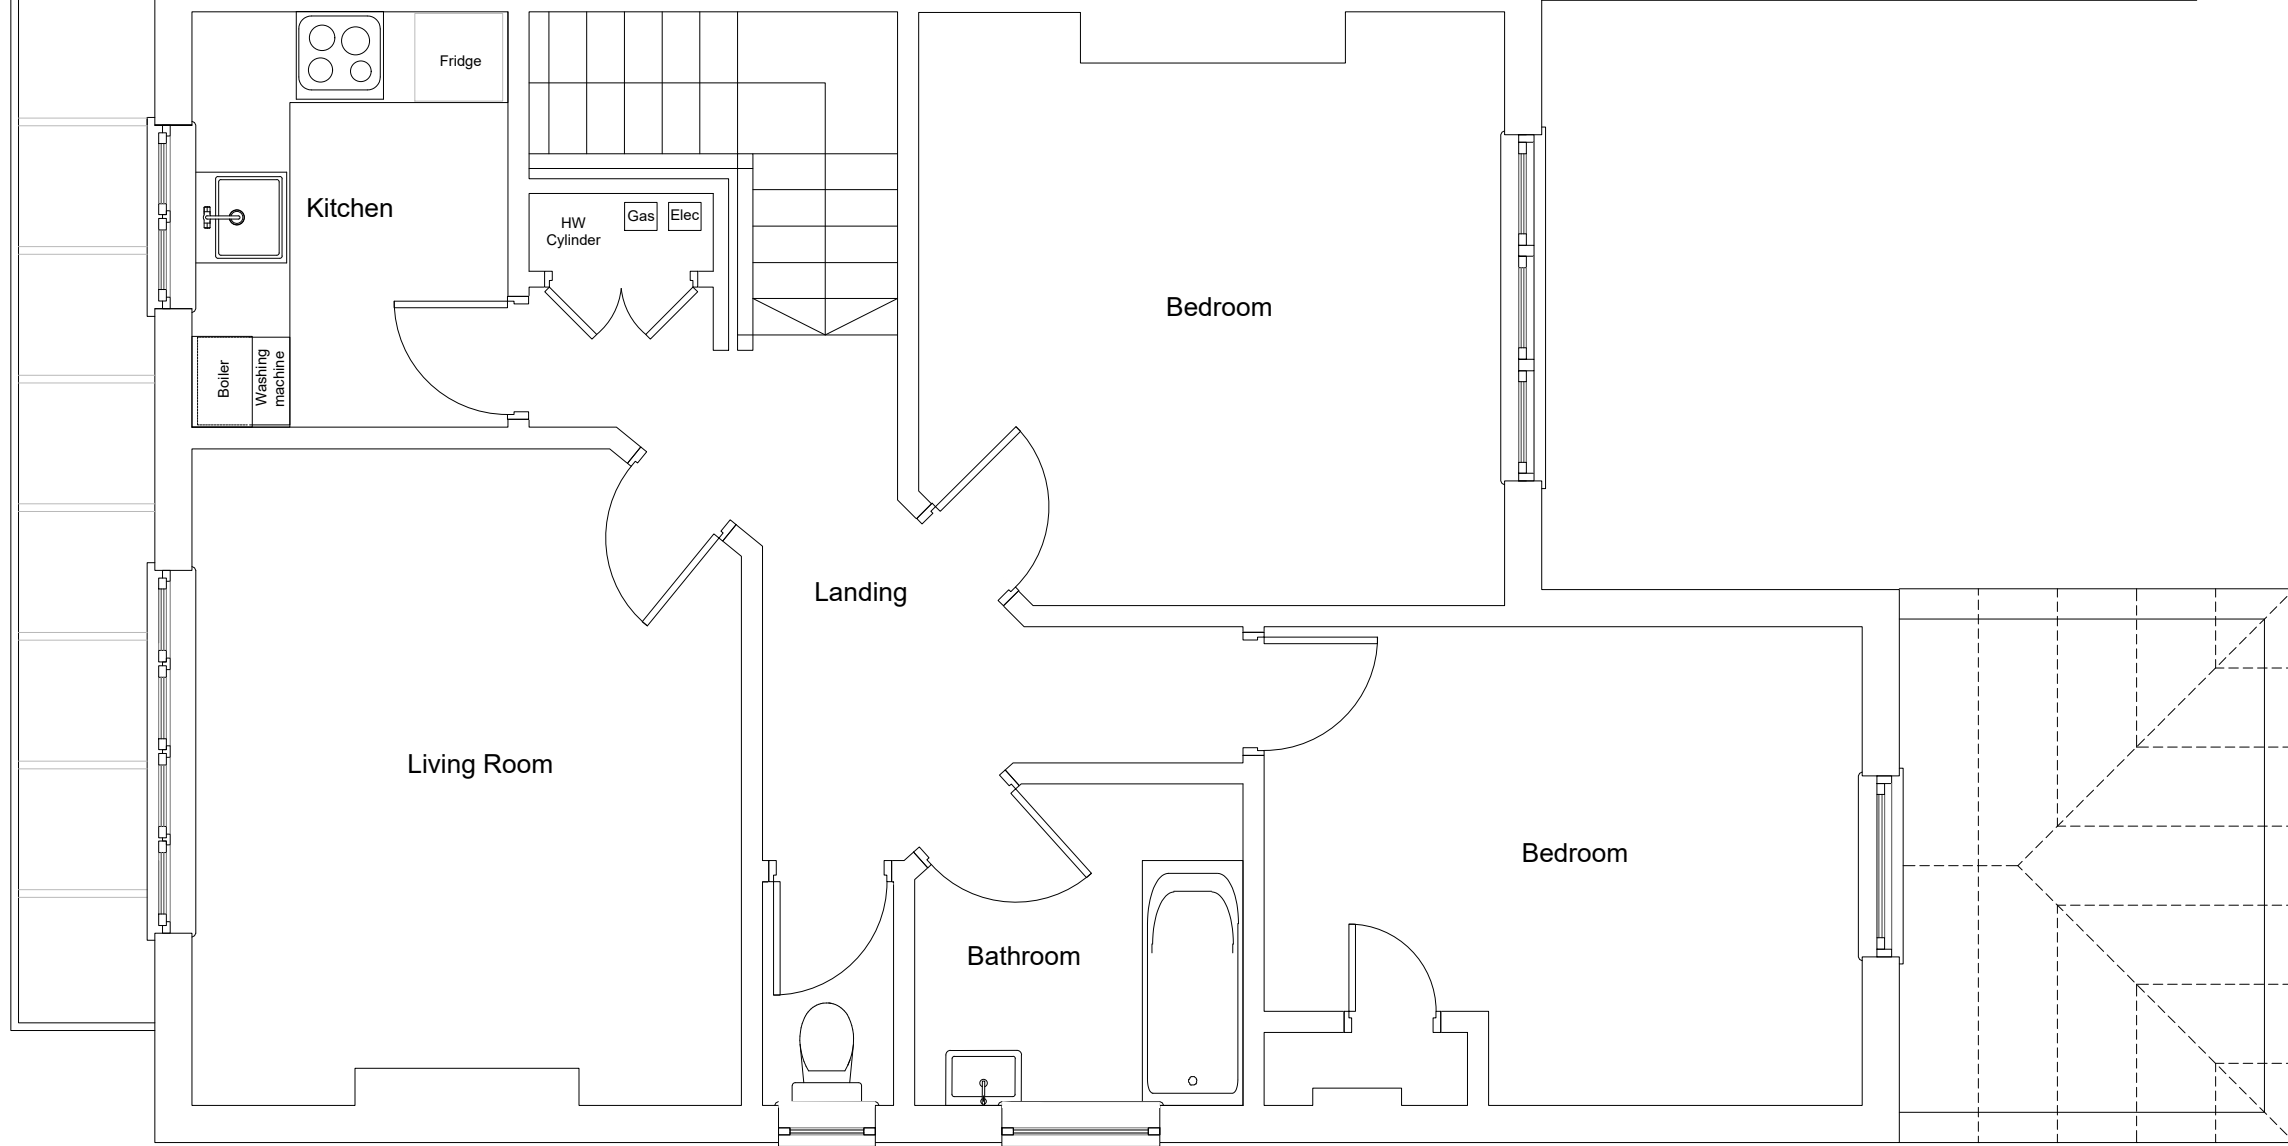 Fridge
Kitchen
HW
Cylinder
Gas
Elec
Bedroom
Boiler
Washing
machine
Landing
Living Room
Bedroom
Bathroom